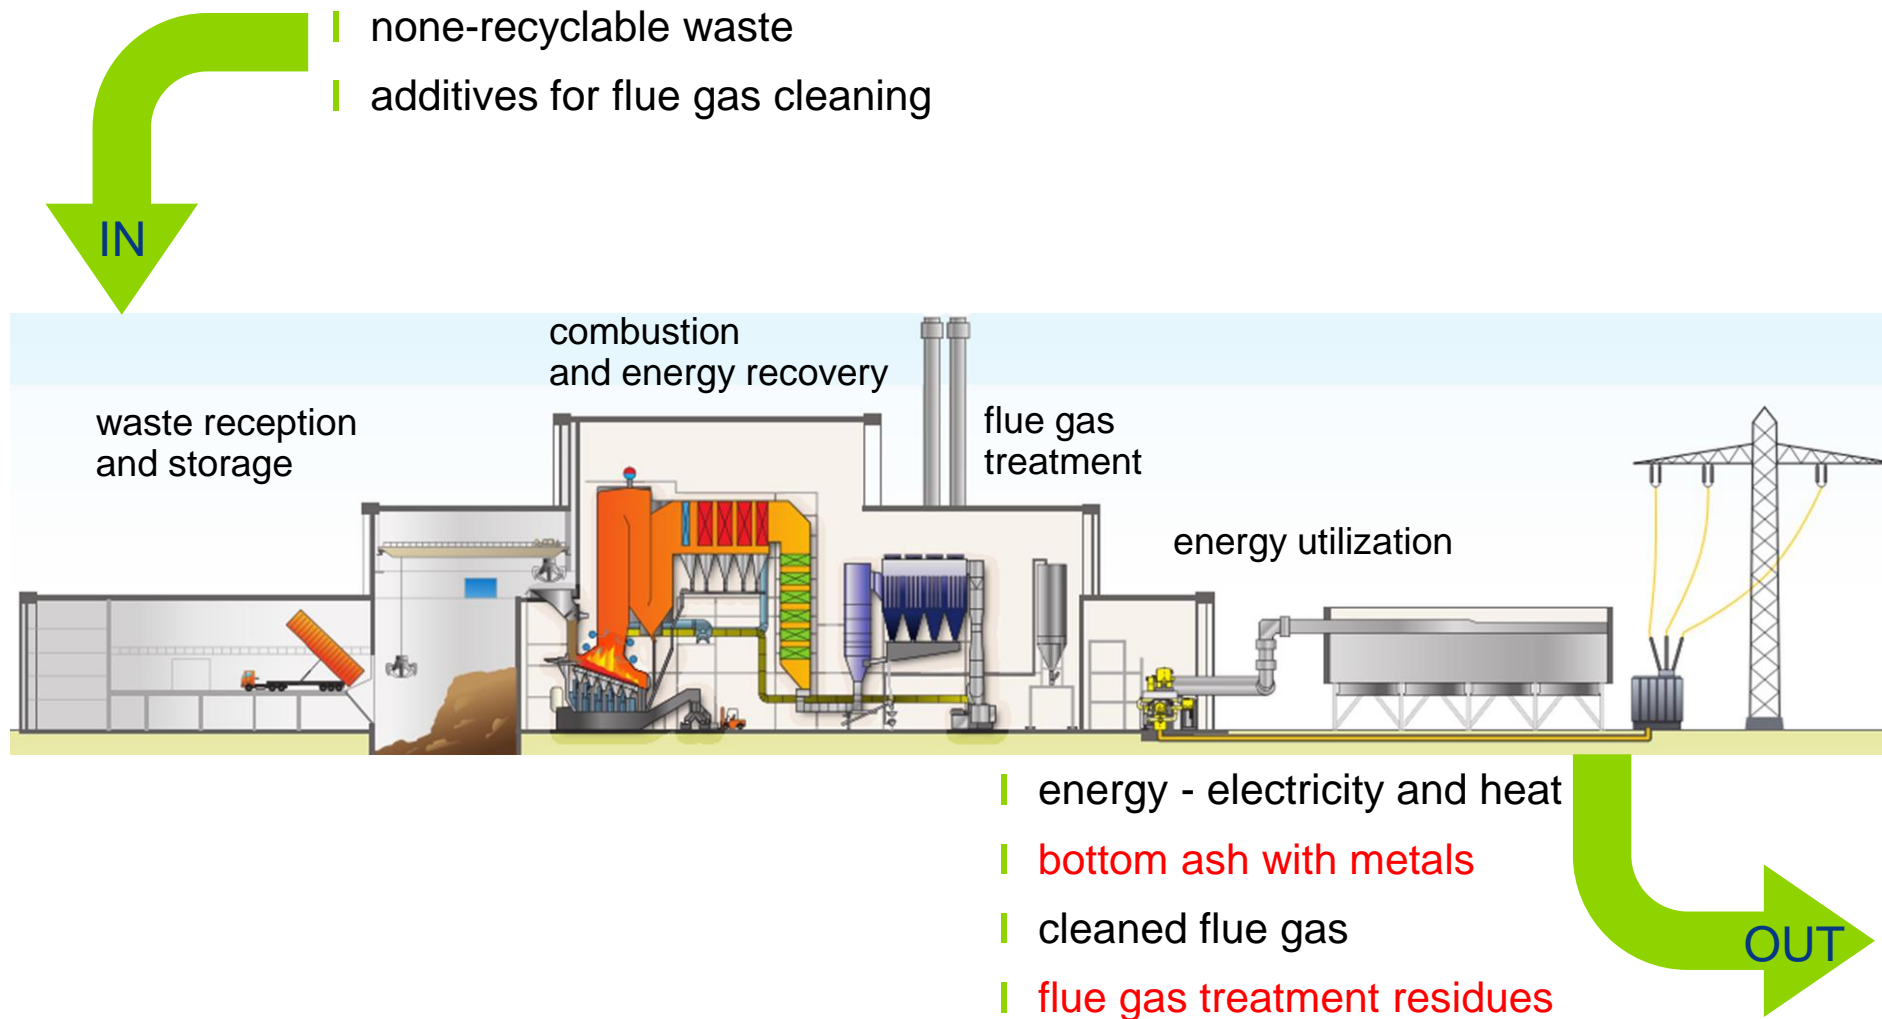 none-recyclable waste
additives for flue gas cleaning
IN
combustion
and energy recovery
waste reception
and storage
flue gas
treatment
energy utilization
energy - electricity and heat
bottom ash with metals
cleaned flue gas
OUT
flue gas treatment residues